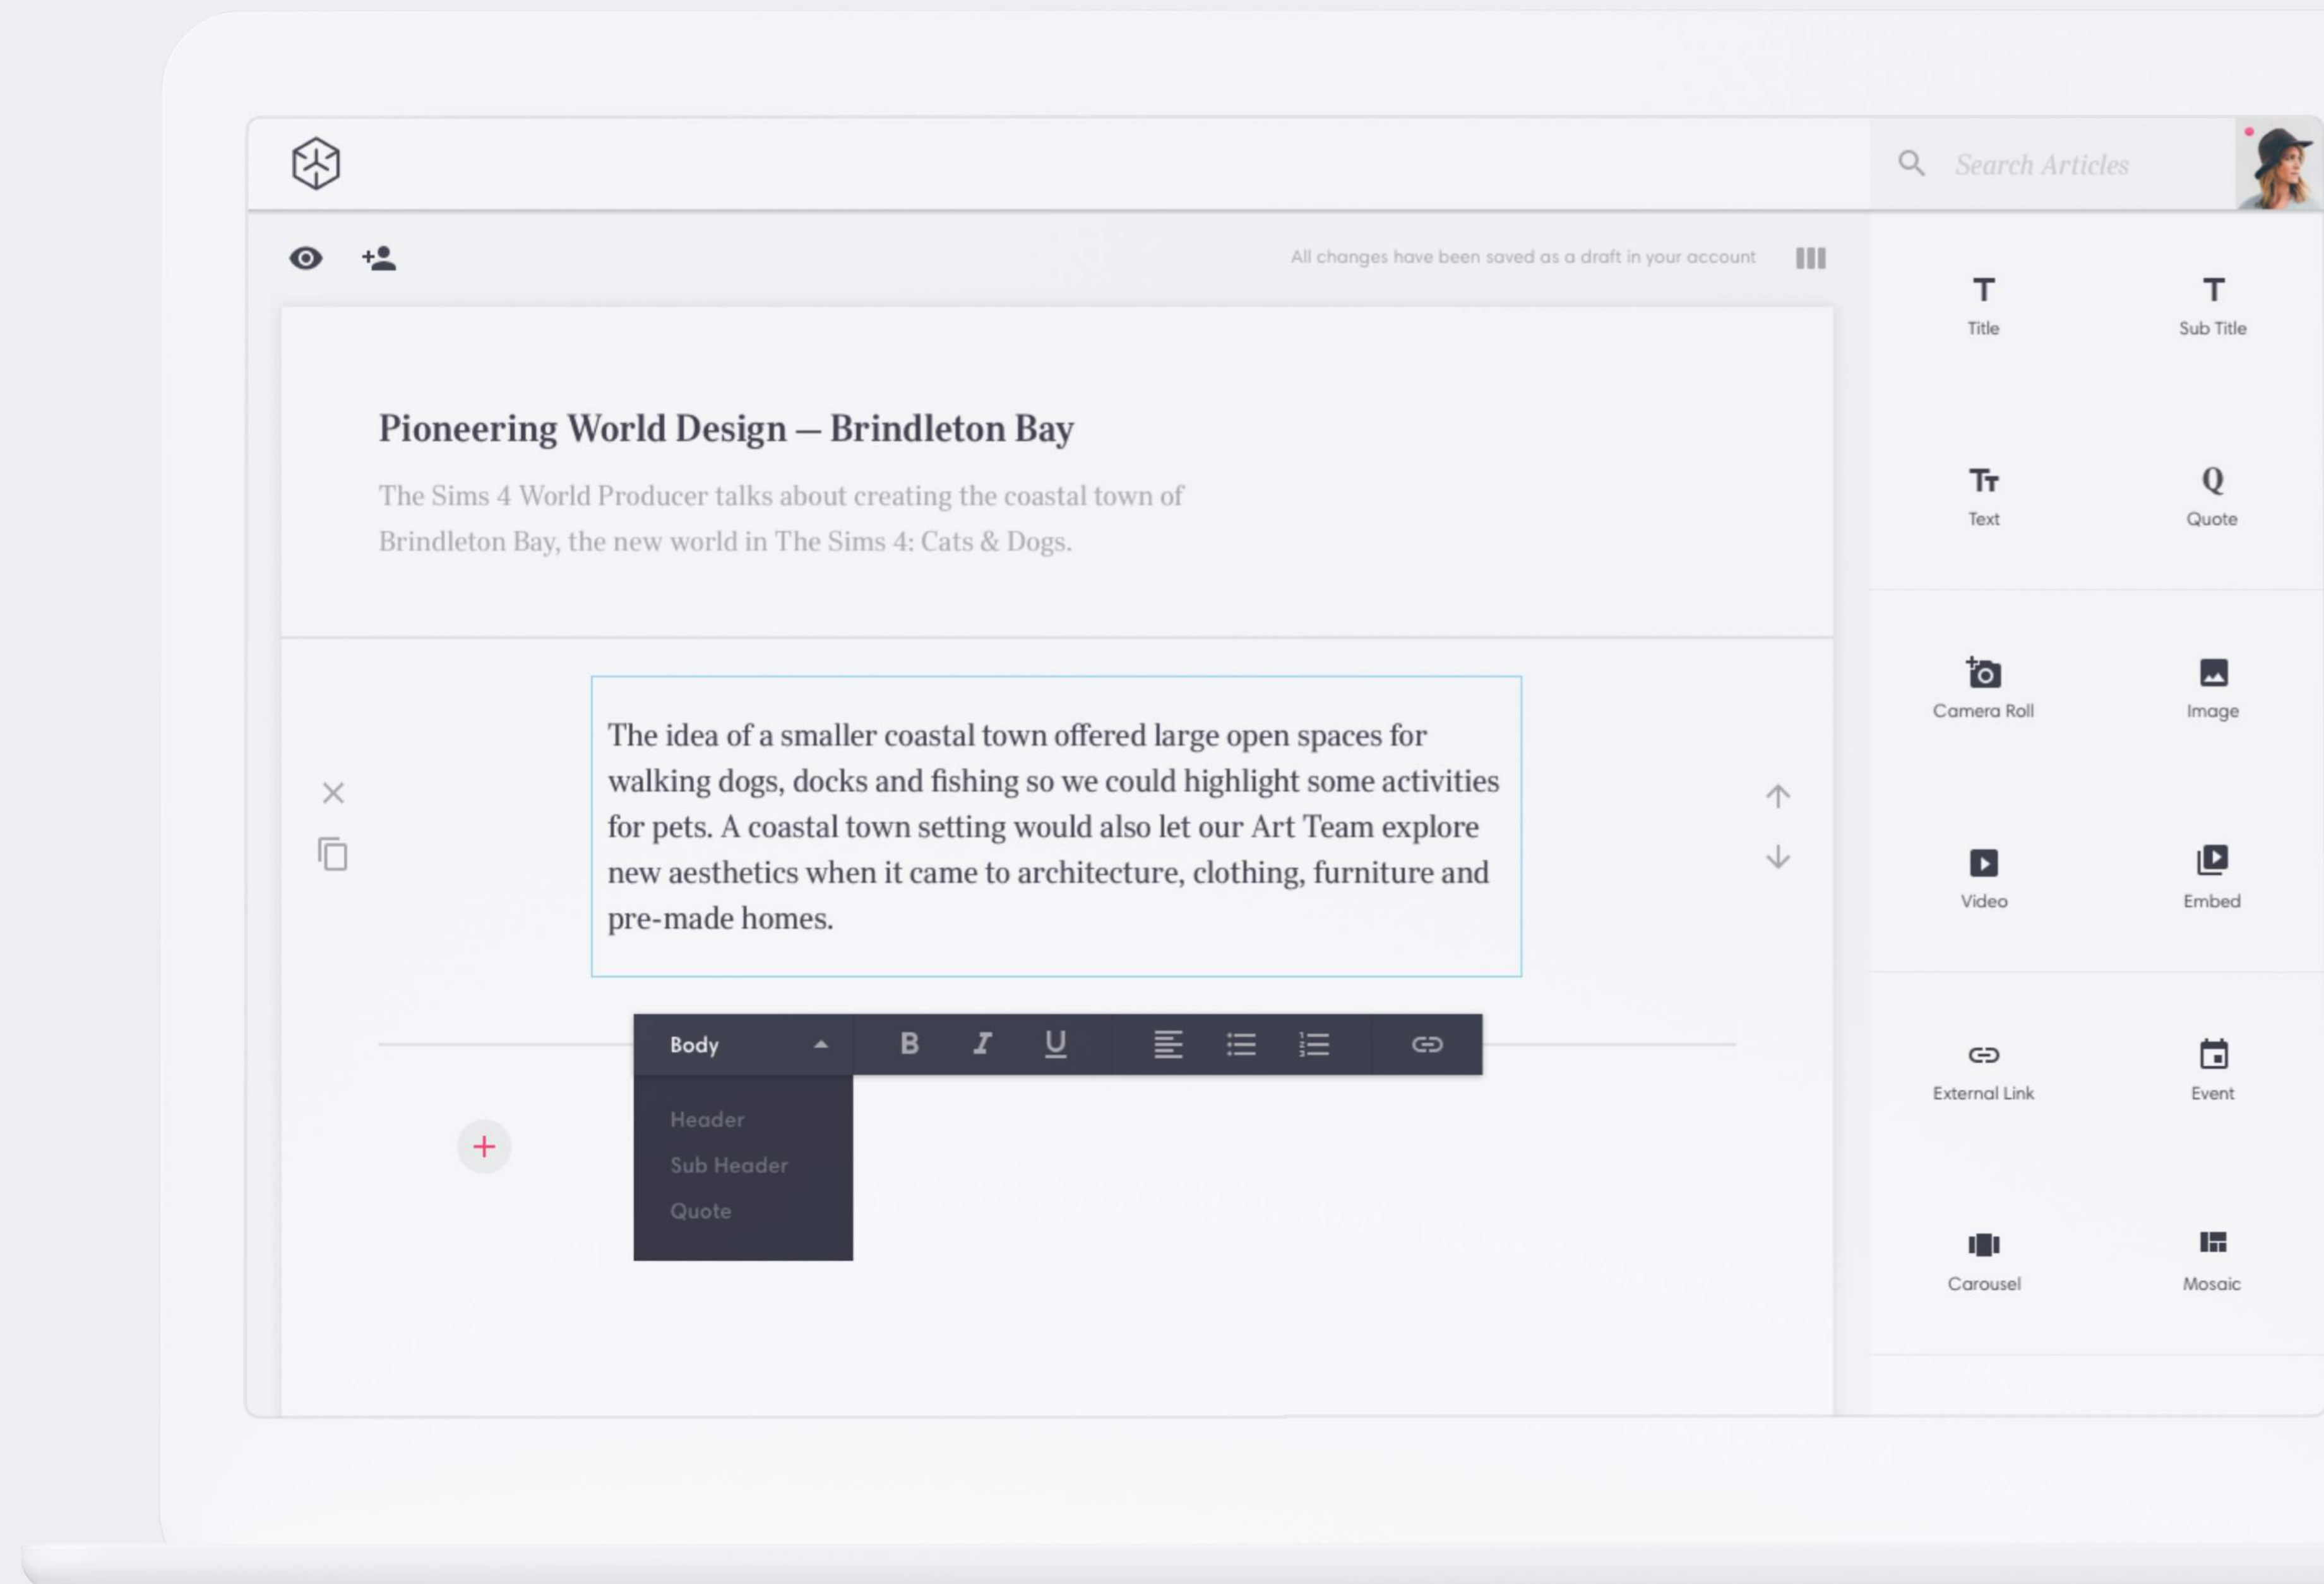 Search Articles
All changes have been saved as a draft in your account
Pioneering World Design — Brindleton Bay
The Sims 4 World Producer talks about creating the coastal town of
Brindleton Bay, the new world in The Sims 4: Cats & Dogs.
The idea of a smaller coastal town offered large open spaces for
walking dogs, docks and fishing so we could highlight some activities
for pets. A coastal town setting would also let our Art Team explore
new aesthetics when it came to architecture, clothing, furniture and
pre-made homes.
Body
B I U
Header
Sub Header
Quote
T T
Title Sub Title
TT Q
Text Quote
Camera Roll Image
Video Embed
External Link Event
Carousel Mosaic